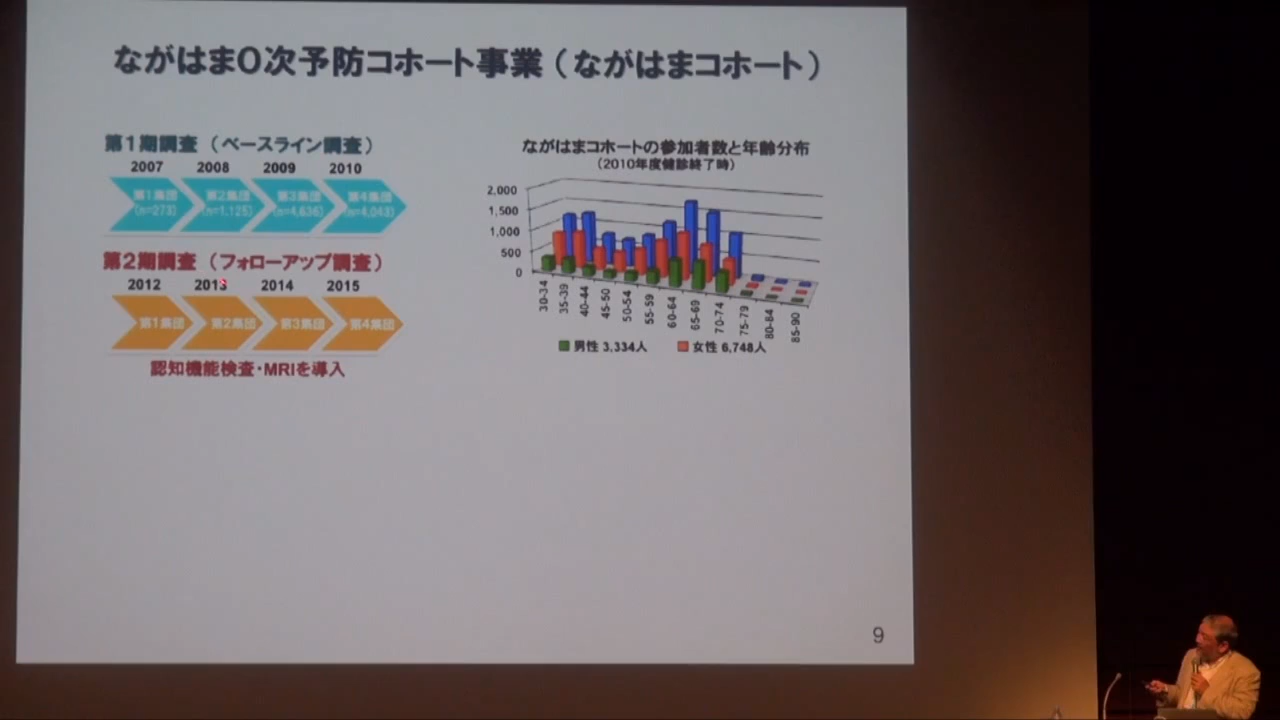 ながはま0次予防コホート事業（ながはまコホート）
第1期調査（ベースライン調査）
2007 2008 2009 2010
第1集団 第2集団 第3集団 第4集団
(n=273) (n=1,125) (n=4,636) (n=4,043)
第2期調査（フォローアップ調査）
2012 2013 2014 2015
第1集団 第2集団 第3集団 第4集団
認知機能検査・MRIを導入
ながはまコホートの参加者数と年齢分布
（2010年度健診終了時）
2,000
1,500
1,000
500
0
30-34 35-39 40-44 45-50 50-54 55-59 60-64 65-69 70-74 75-79 80-84 85-90
男性 3,334人 女性 6,748人
9